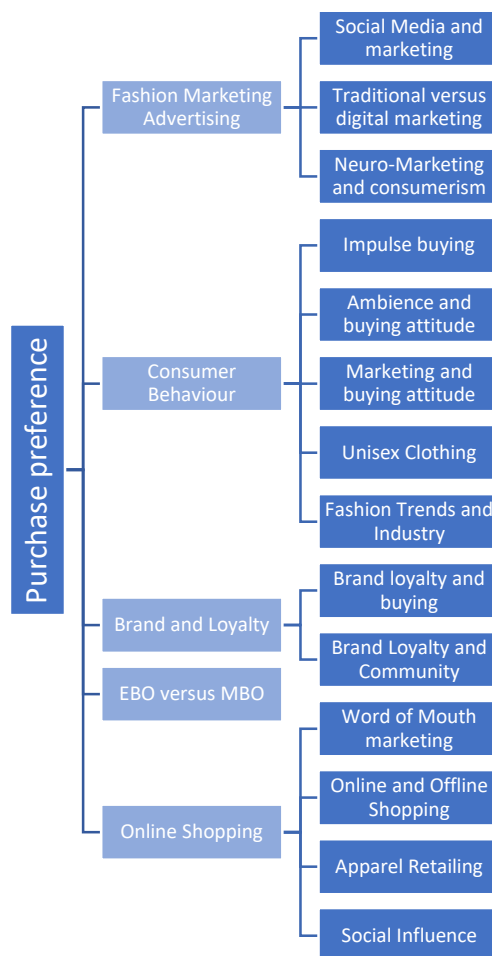 Purchase preference
Fashion Marketing
Advertising
Social Media and
marketing
Traditional versus
digital marketing
Neuro-Marketing
and consumerism
Consumer
Behaviour
Impulse buying
Ambience and
buying attitude
Marketing and
buying attitude
Unisex Clothing
Fashion Trends and
Industry
Brand and Loyalty
Brand loyalty and
buying
Brand Loyalty and
Community
EBO versus MBO
Online Shopping
Word of Mouth
marketing
Online and Offline
Shopping
Apparel Retailing
Social Influence